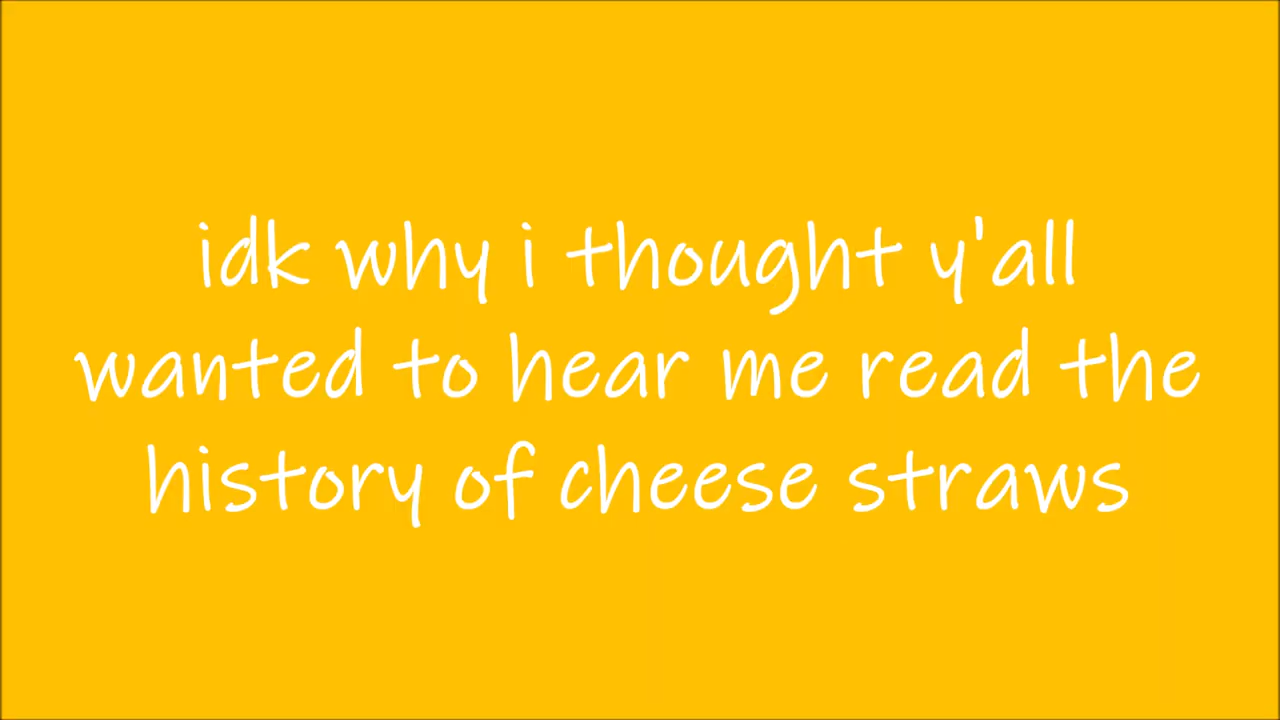 idk why i thought y'all
wanted to hear me read the
history of cheese straws